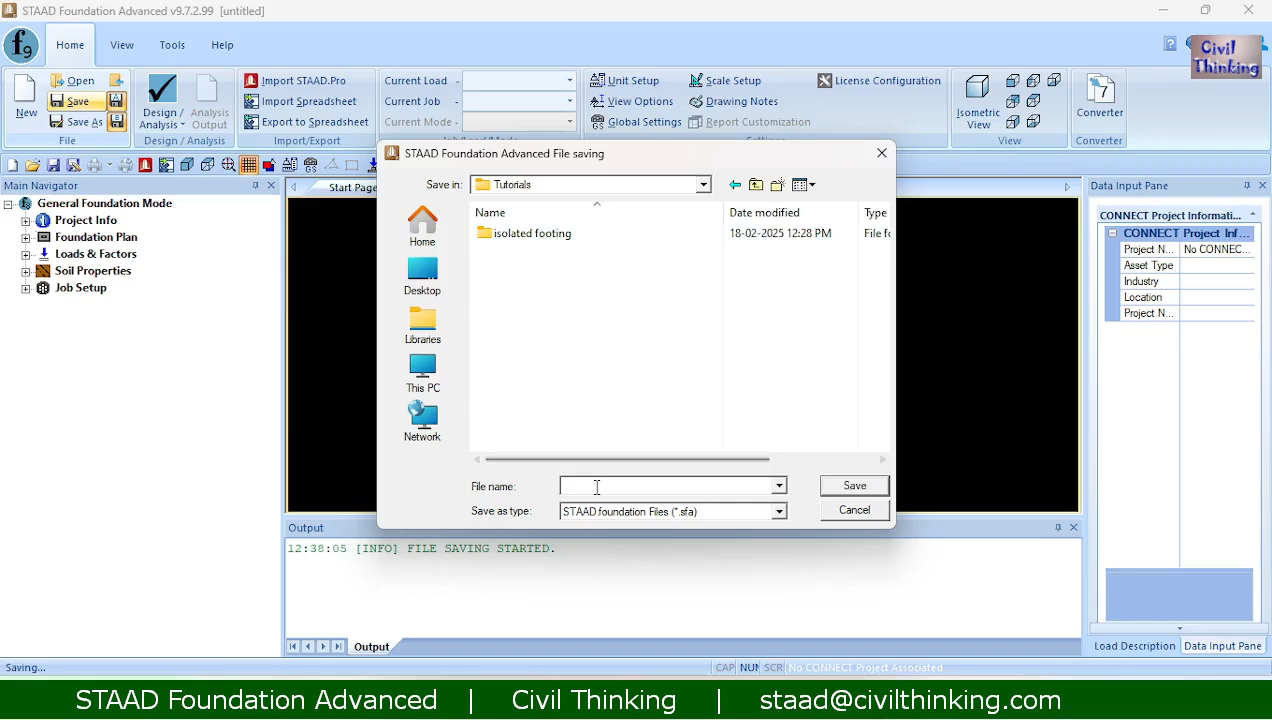 STAAD Foundation Advanced v9.7.2.99 [untitled]
Home View Tools Help
Civil
Thinking
New
Open
Save
Save As
File
Design /
Analysis
Analysis
Output
Design / Analysis
Import STAAD.Pro
Import Spreadsheet
Export to Spreadsheet
Import/Export
Current Load -
Current Job -
Current Mode -
Unit Setup
View Options
Global Settings
Scale Setup
Drawing Notes
Report Customization
License Configuration
Isometric
View
View
7
Converter
Converter
Main Navigator
General Foundation Mode
Project Info
Foundation Plan
Loads & Factors
Soil Properties
Job Setup
Start Page
STAAD Foundation Advanced File saving
Save in: Tutorials
Home
Desktop
Libraries
This PC
Network
Name Date modified Type
isolated footing 18-02-2025 12:28 PM File fo
File name: Save
Save as type: STAAD.foundation Files (*.sfa) Cancel
Data Input Pane
CONNECT Project Informati...
CONNECT Project Inf...
Project N... No CONNEC...
Asset Type
Industry
Location
Project N...
Load Description Data Input Pane
Output
12:38:05 [INFO] FILE SAVING STARTED.
Output
Saving... CAP NUM SCR No CONNECT Project Associated
STAAD Foundation Advanced | Civil Thinking | staad@civilthinking.com